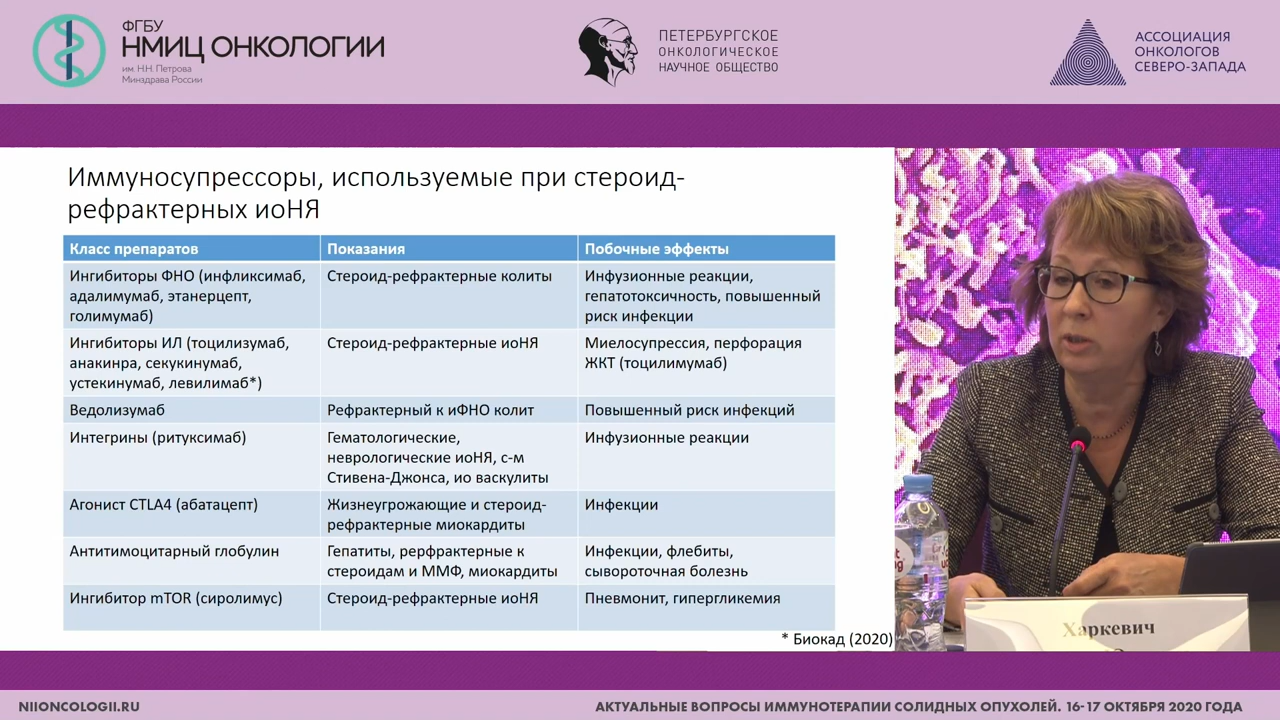 ФГБУ
НМИЦ ОНКОЛОГИИ
им. Н.Н. Петрова
Минздрава России
ПЕТЕРБУРГСКОЕ
ОНКОЛОГИЧЕСКОЕ
НАУЧНОЕ ОБЩЕСТВО
АССОЦИАЦИЯ
ОНКОЛОГОВ
СЕВЕРО-ЗАПАДА
Иммуносупрессоры, используемые при стероид-
рефрактерных иоНЯ
Класс препаратов
Показания
Побочные эффекты
Ингибиторы ФНО (инфликсимаб,
адалимумаб, этанерцепт,
голимумаб)
Стероид-рефрактерные колиты
Инфузионные реакции,
гепатотоксичность, повышенный
риск инфекции
Ингибиторы ИЛ (тоцилизумаб,
анакинра, секукинумаб,
устекинумаб, левилимаб*)
Стероид-рефрактерные иоНЯ
Миелосупрессия, перфорация
ЖКТ (тоцилимумаб)
Ведолизумаб
Рефрактерный к иФНО колит
Повышенный риск инфекций
Интегрины (ритуксимаб)
Гематологические,
неврологические иоНЯ, с-м
Стивена-Джонса, ио васкулиты
Инфузионные реакции
Агонист CTLA4 (абатацепт)
Жизнеугрожающие и стероид-
рефрактерные миокардиты
Инфекции
Антитимоцитарный глобулин
Гепатиты, рерфрактерные к
стероидам и ММФ, миокардиты
Инфекции, флебиты,
сывороточная болезнь
Ингибитор mTOR (сиролимус)
Стероид-рефрактерные иоНЯ
Пневмонит, гипергликемия
* Биокад (2020)
Харкевич
NIIONCOLOGII.RU
АКТУАЛЬНЫЕ ВОПРОСЫ ИММУНОТЕРАПИИ СОЛИДНЫХ ОПУХОЛЕЙ. 16-17 ОКТЯБРЯ 2020 ГОДА